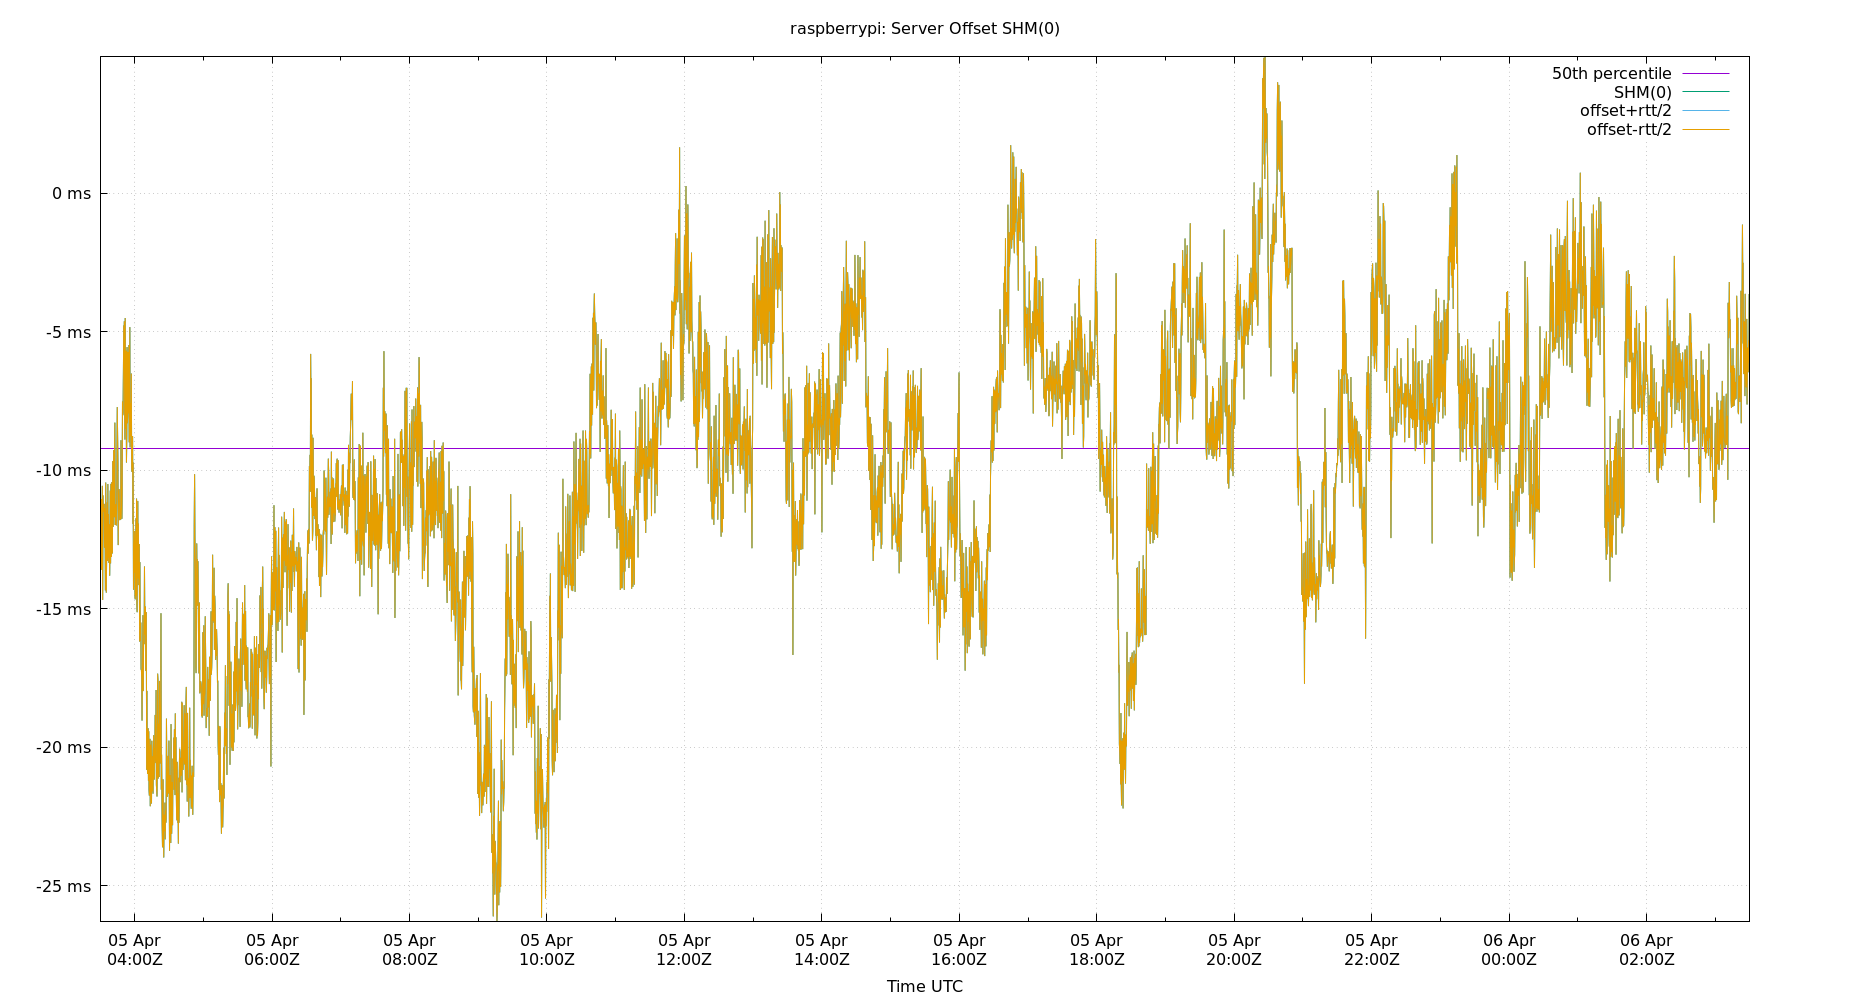 raspberrypi: Server Offset SHM(0)
50th percentile
SHM(0)
offset+rtt/2
offset-rtt/2
0 ms
-5 ms
-10 ms
-15 ms
-20 ms
-25 ms
05 Apr 05 Apr 05 Apr 05 Apr 05 Apr 05 Apr 05 Apr 05 Apr 05 Apr 05 Apr 06 Apr 06 Apr
04:00Z 06:00Z 08:00Z 10:00Z 12:00Z 14:00Z 16:00Z 18:00Z 20:00Z 22:00Z 00:00Z 02:00Z
Time UTC